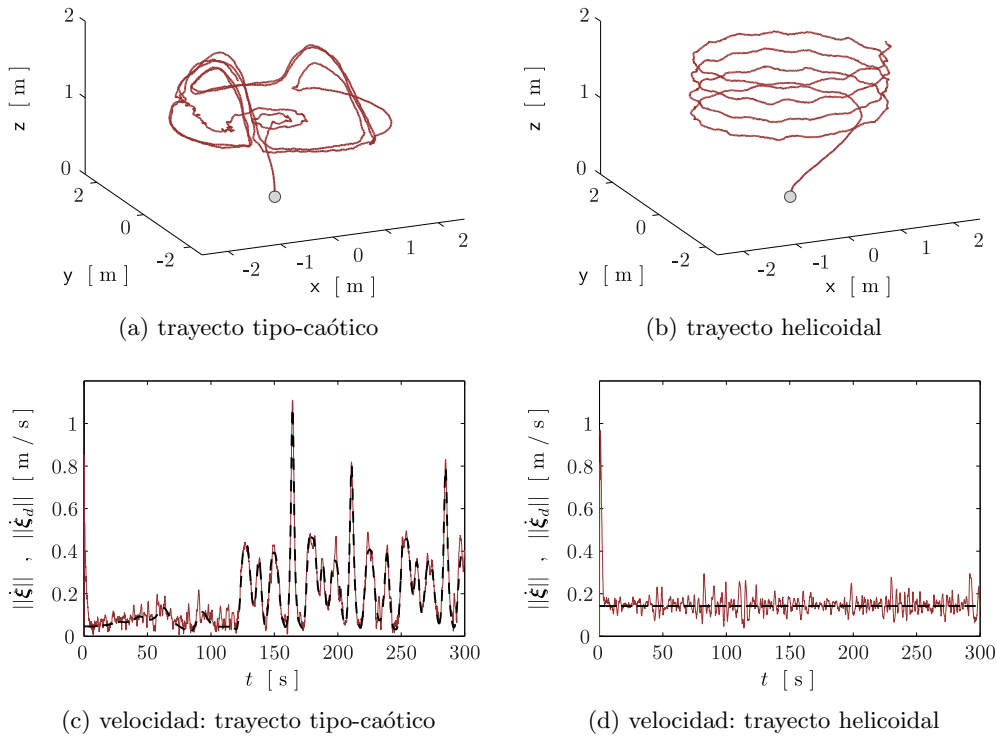 2
1
0
z [ m ]
2
0
-2
y [ m ]
-2
-1
0
1
2
x [ m ]
(a) trayecto tipo-caótico
2
1
0
z [ m ]
2
0
-2
y [ m ]
-2
-1
0
1
2
x [ m ]
(b) trayecto helicoidal
1
0.8
0.6
0.4
0.2
0
||ξ̇|| , ||ξ̇_d|| [ m / s ]
0 50 100 150 200 250 300
t [ s ]
(c) velocidad: trayecto tipo-caótico
1
0.8
0.6
0.4
0.2
0
||ξ̇|| , ||ξ̇_d|| [ m / s ]
0 50 100 150 200 250 300
t [ s ]
(d) velocidad: trayecto helicoidal